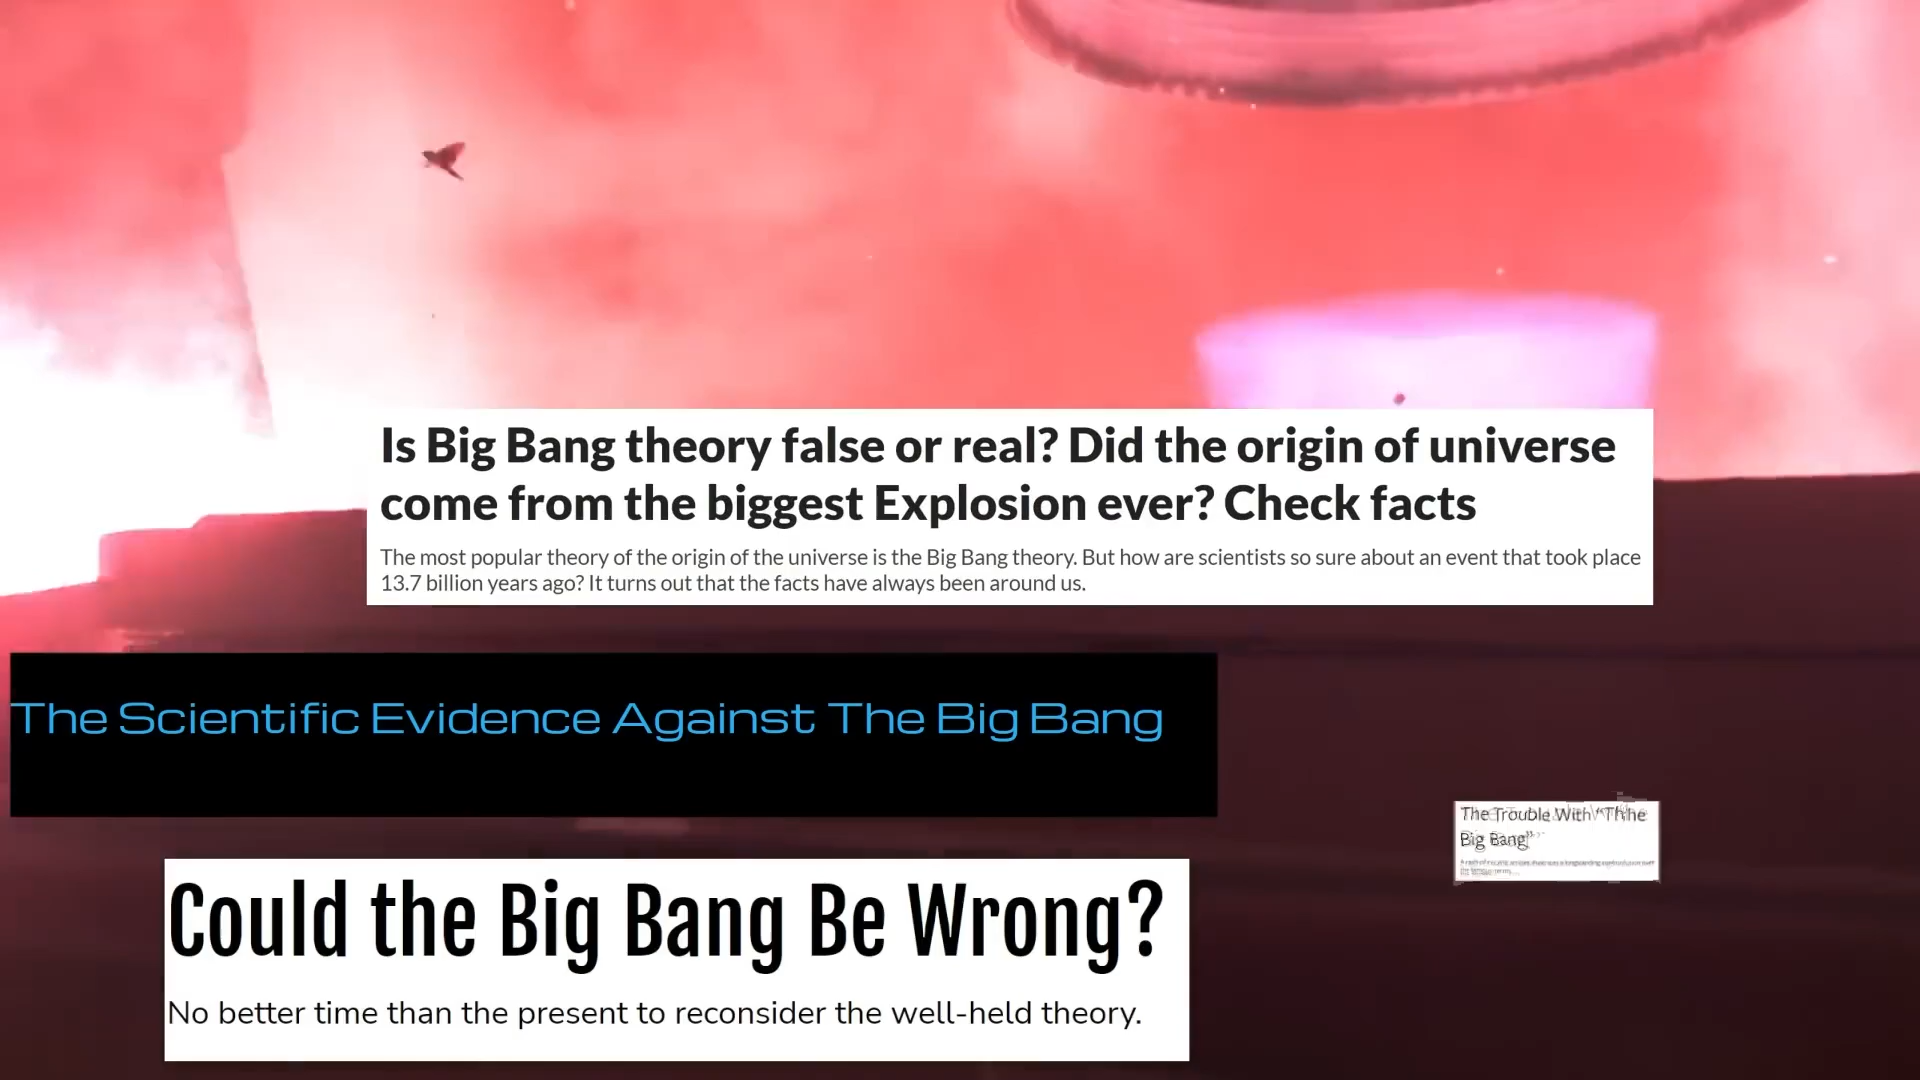 Is Big Bang theory false or real? Did the origin of universe
come from the biggest Explosion ever? Check facts
The most popular theory of the origin of the universe is the Big Bang theory. But how are scientists so sure about an event that took place
13.7 billion years ago? It turns out that the facts have always been around us.
The Scientific Evidence Against The Big Bang
The Trouble With “The
Big Bang”
Could the Big Bang Be Wrong?
No better time than the present to reconsider the well-held theory.